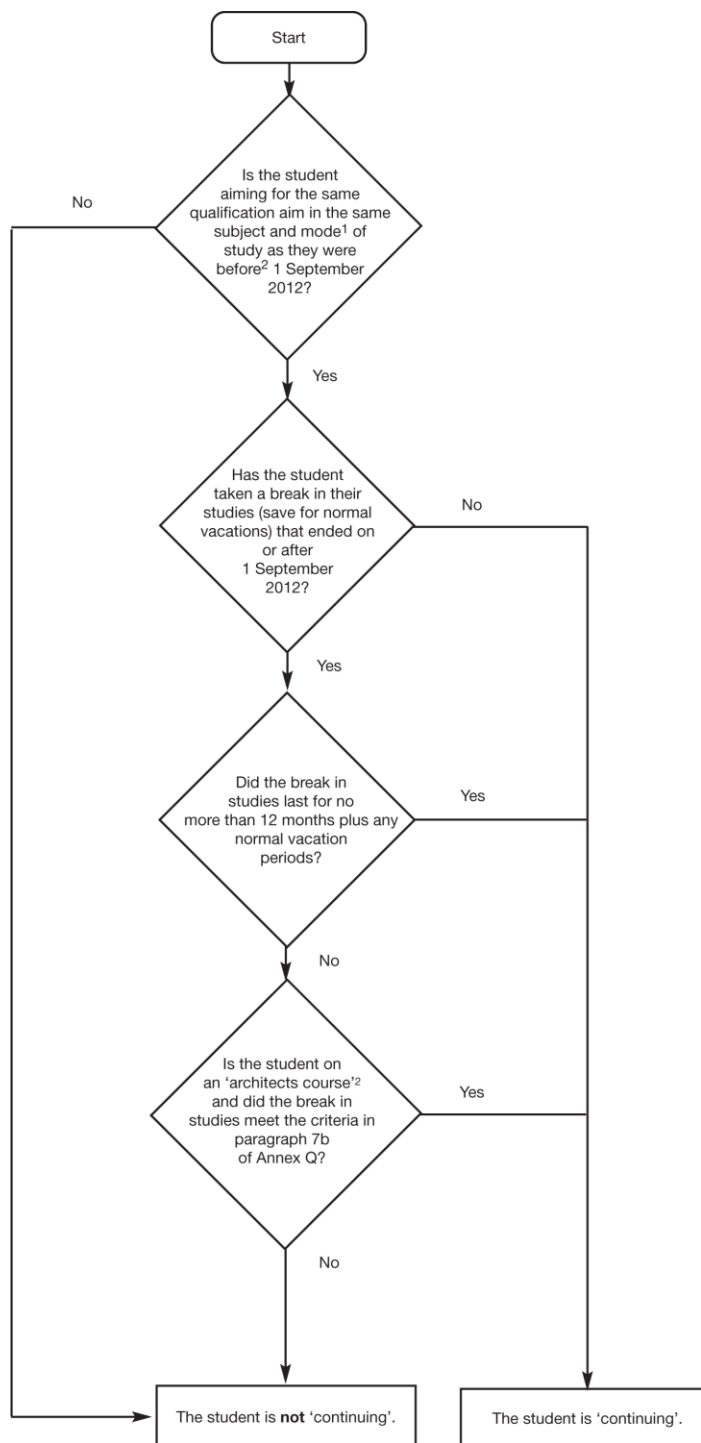 Start
Is the student
aiming for the same
qualification aim in the same
subject and mode¹ of
study as they were
before² 1 September
2012?
No
Yes
Has the student
taken a break in their
studies (save for normal
vacations) that ended on
or after
1 September
2012?
No
Yes
Did the break in
studies last for no
more than 12 months plus any
normal vacation
periods?
Yes
No
Is the student on
an ‘architects course’²
and did the break in
studies meet the criteria in
paragraph 7b
of Annex Q?
Yes
No
The student is not ‘continuing’.
The student is ‘continuing’.